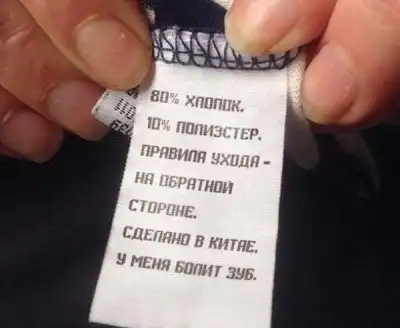 80% ХЛОПОК.
10% ПОЛИЭСТЕР.
ПРАВИЛА УХОДА -
НА ОБРАТНОЙ
СТОРОНЕ.
СДЕЛАНО В КИТАЕ.
У МЕНЯ БОЛИТ ЗУБ.